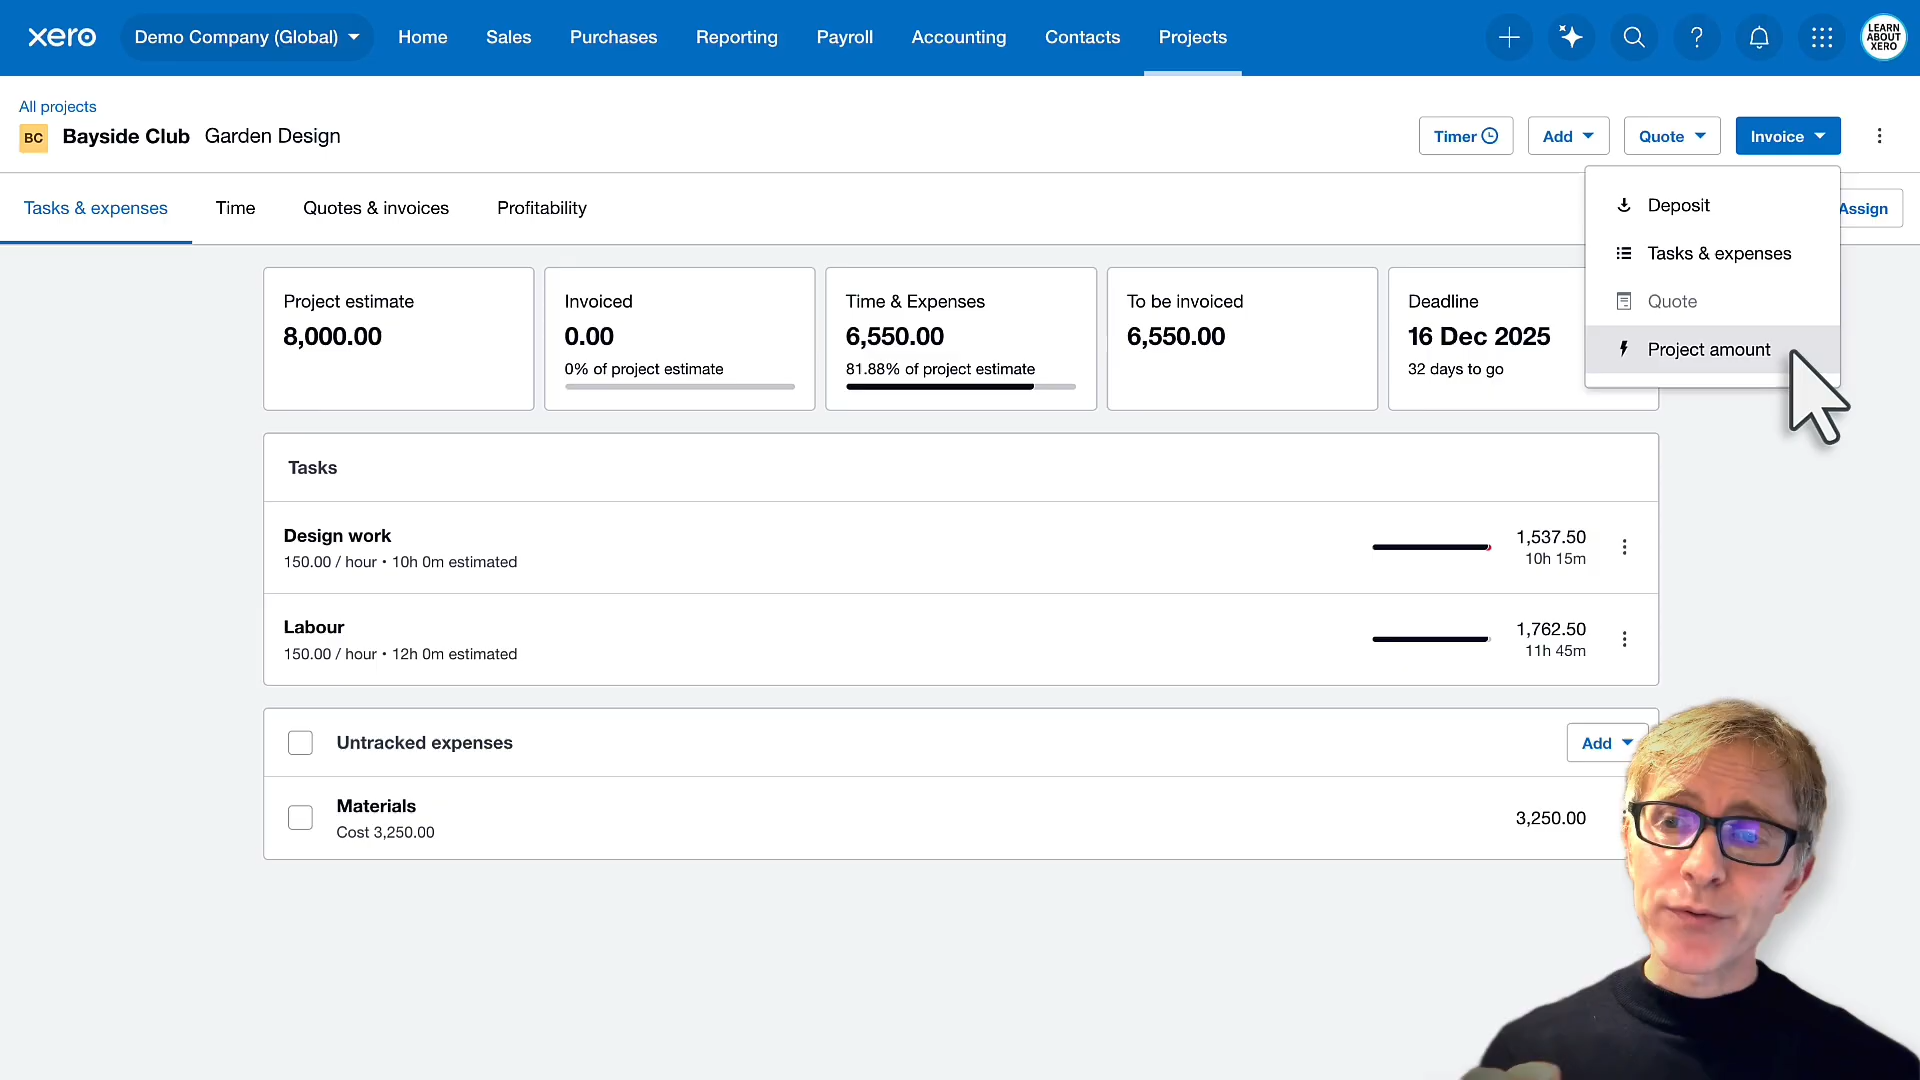 xero
Demo Company (Global)
Home
Sales
Purchases
Reporting
Payroll
Accounting
Contacts
Projects
LEARN
ABOUT
XERO
All projects
BC
Bayside Club Garden Design
Timer
Add
Quote
Invoice
Tasks & expenses
Time
Quotes & invoices
Profitability
Assign
Deposit
Tasks & expenses
Quote
Project amount
Project estimate
8,000.00
Invoiced
0.00
0% of project estimate
Time & Expenses
6,550.00
81.88% of project estimate
To be invoiced
6,550.00
Deadline
16 Dec 2025
32 days to go
Tasks
Design work
150.00 / hour • 10h 0m estimated
1,537.50
10h 15m
Labour
150.00 / hour • 12h 0m estimated
1,762.50
11h 45m
Untracked expenses
Add
Materials
Cost 3,250.00
3,250.00